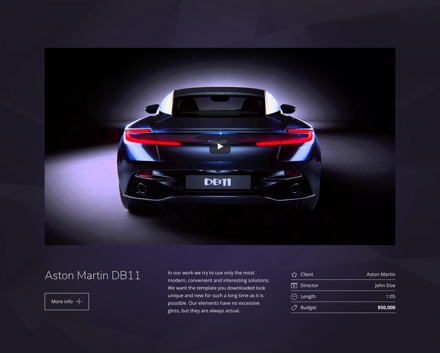 DB11
Aston Martin DB11
More info
In our work we try to use only the most
modern, convenient and interesting solutions.
We want the template you downloaded look
unique and new for such a long time as it is
possible. Our elements have no excessive
gloss, but they are always actual.
Client Aston Martin
Director John Doe
Length 1:05
Budget $50,000